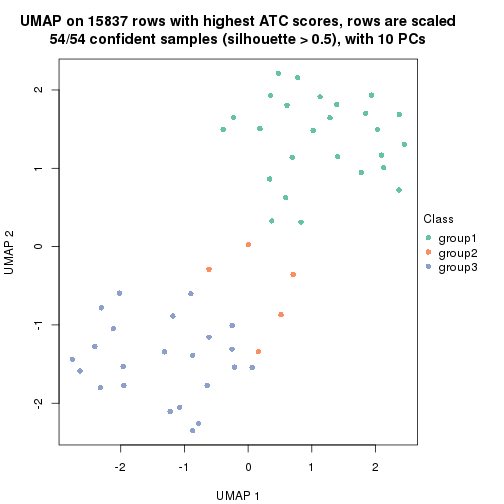 UMAP on 15837 rows with highest ATC scores, rows are scaled
54/54 confident samples (silhouette > 0.5), with 10 PCs
2
1
0
-1
-2
UMAP 2
-2
-1
0
1
2
UMAP 1
Class
group1
group2
group3